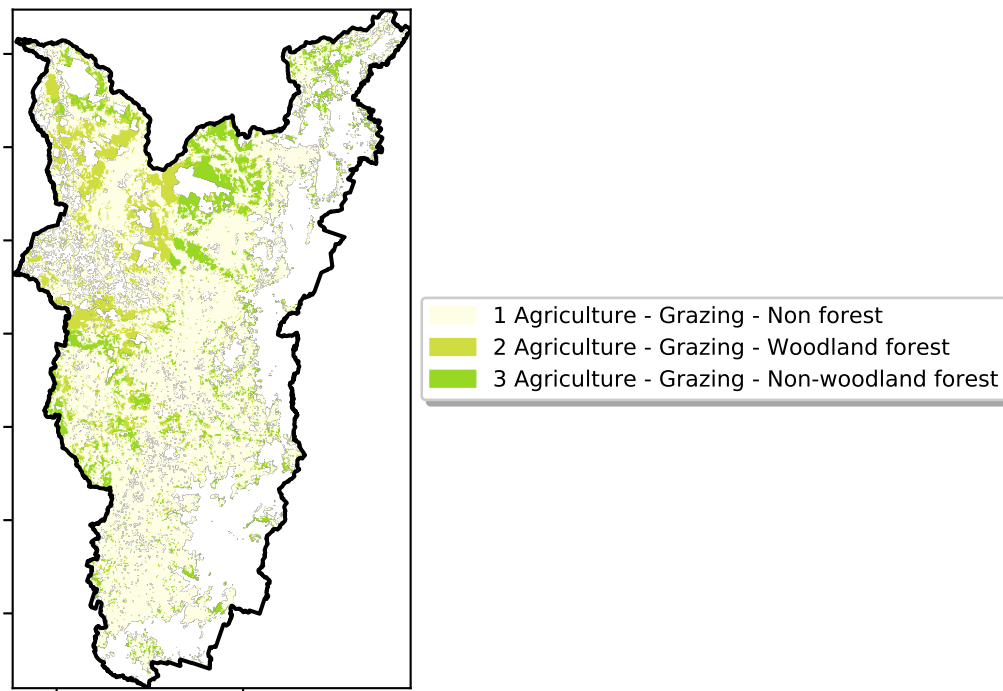 1 Agriculture - Grazing - Non forest
2 Agriculture - Grazing - Woodland forest
3 Agriculture - Grazing - Non-woodland forest